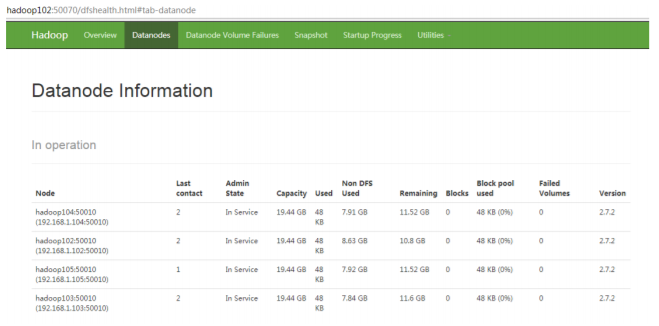 hadoop102:50070/dfshealth.html#tab-datanode
Hadoop Overview Datanodes Datanode Volume Failures Snapshot Startup Progress Utilities
Datanode Information
In operation
Node Last contact Admin State Capacity Used Non DFS Used Remaining Blocks Block pool used Failed Volumes Version
hadoop104:50010 2 In Service 19.44 GB 48 KB 7.91 GB 11.52 GB 0 48 KB (0%) 0 2.7.2
(192.168.1.104:50010)
hadoop102:50010 2 In Service 19.44 GB 48 KB 8.63 GB 10.8 GB 0 48 KB (0%) 0 2.7.2
(192.168.1.102:50010)
hadoop105:50010 1 In Service 19.44 GB 48 KB 7.92 GB 11.52 GB 0 48 KB (0%) 0 2.7.2
(192.168.1.105:50010)
hadoop103:50010 2 In Service 19.44 GB 48 KB 7.84 GB 11.6 GB 0 48 KB (0%) 0 2.7.2
(192.168.1.103:50010)